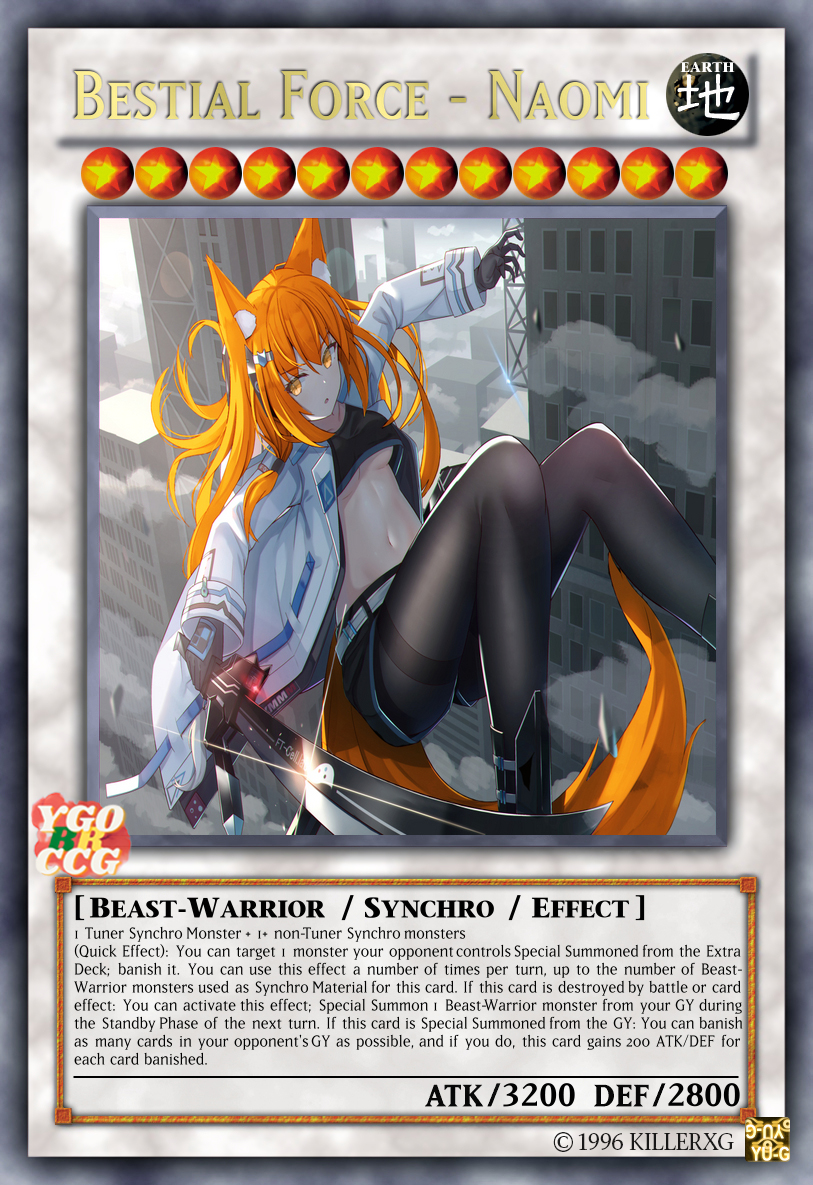 Bestial Force - Naomi
EARTH
地
YGO
BR
CCG
[ Beast-Warrior / Synchro / Effect ]
1 Tuner Synchro Monster + 1+ non-Tuner Synchro monsters
(Quick Effect): You can target 1 monster your opponent controls Special Summoned from the Extra
Deck; banish it. You can use this effect a number of times per turn, up to the number of Beast-
Warrior monsters used as Synchro Material for this card. If this card is destroyed by battle or card
effect: You can activate this effect; Special Summon 1 Beast-Warrior monster from your GY during
the Standby Phase of the next turn. If this card is Special Summoned from the GY: You can banish
as many cards in your opponent's GY as possible, and if you do, this card gains 200 ATK/DEF for
each card banished.
ATK/3200 DEF/2800
© 1996 KILLERXG